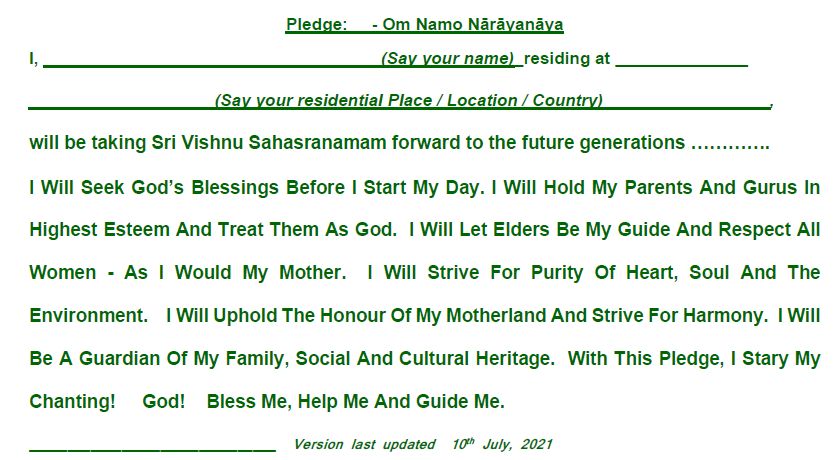 Pledge: - Om Namo Nārāyanāya
I, ________________________________ (Say your name)_ residing at ______________
____________________(Say your residential Place / Location / Country)__________________,
will be taking Sri Vishnu Sahasranamam forward to the future generations ………….
I Will Seek God’s Blessings Before I Start My Day. I Will Hold My Parents And Gurus In
Highest Esteem And Treat Them As God. I Will Let Elders Be My Guide And Respect All
Women - As I Would My Mother. I Will Strive For Purity Of Heart, Soul And The
Environment. I Will Uphold The Honour Of My Motherland And Strive For Harmony. I Will
Be A Guardian Of My Family, Social And Cultural Heritage. With This Pledge, I Stary My
Chanting! God! Bless Me, Help Me And Guide Me.
__________________________ Version last updated 10th July, 2021